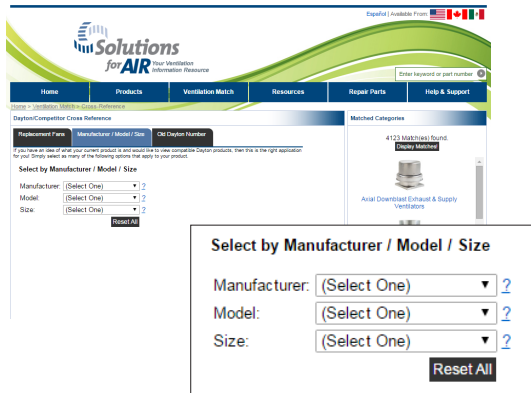 Español | Available From:
Solutions
for AIR Your Ventilation
Information Resource
Enter keyword or part number
Home Products Ventilation Match Resources Repair Parts Help & Support
Home > Ventilation Match > Cross-Reference
Dayton/Competitor Cross Reference
Matched Categories
Replacement Fans Manufacturer / Model / Size Old Dayton Number
If you have an idea of what your current product is and would like to view compatible Dayton products, then this is the right application
for you! Simply select as many of the following options that apply to your product.
4123 Match(es) found.
Display Matches!
Select by Manufacturer / Model / Size
Manufacturer: (Select One) ?
Model: (Select One) ?
Size: (Select One) ?
Reset All
Axial Downblast Exhaust & Supply
Ventilators
Select by Manufacturer / Model / Size
Manufacturer: (Select One) ?
Model: (Select One) ?
Size: (Select One) ?
Reset All